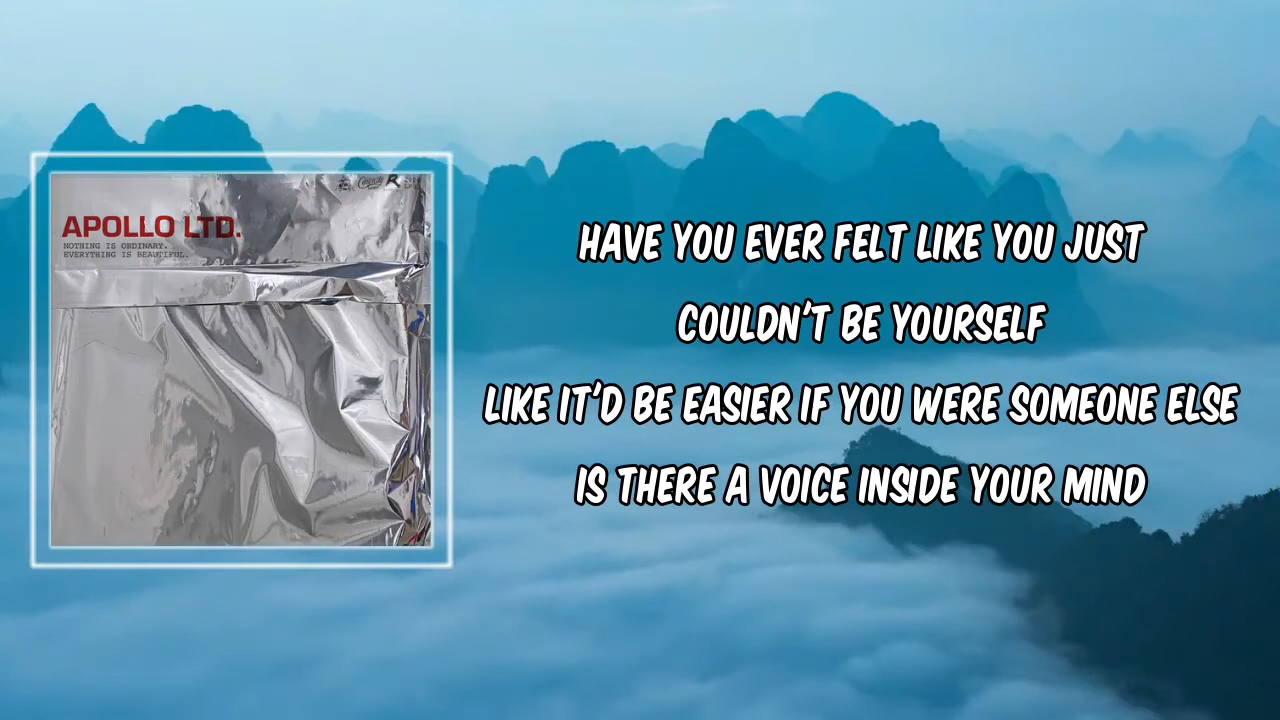 APOLLO LTD.
NOTHING IS ORDINARY.
EVERYTHING IS BEAUTIFUL.
HAVE YOU EVER FELT LIKE YOU JUST
COULDN'T BE YOURSELF
LIKE IT'D BE EASIER IF YOU WERE SOMEONE ELSE
IS THERE A VOICE INSIDE YOUR MIND